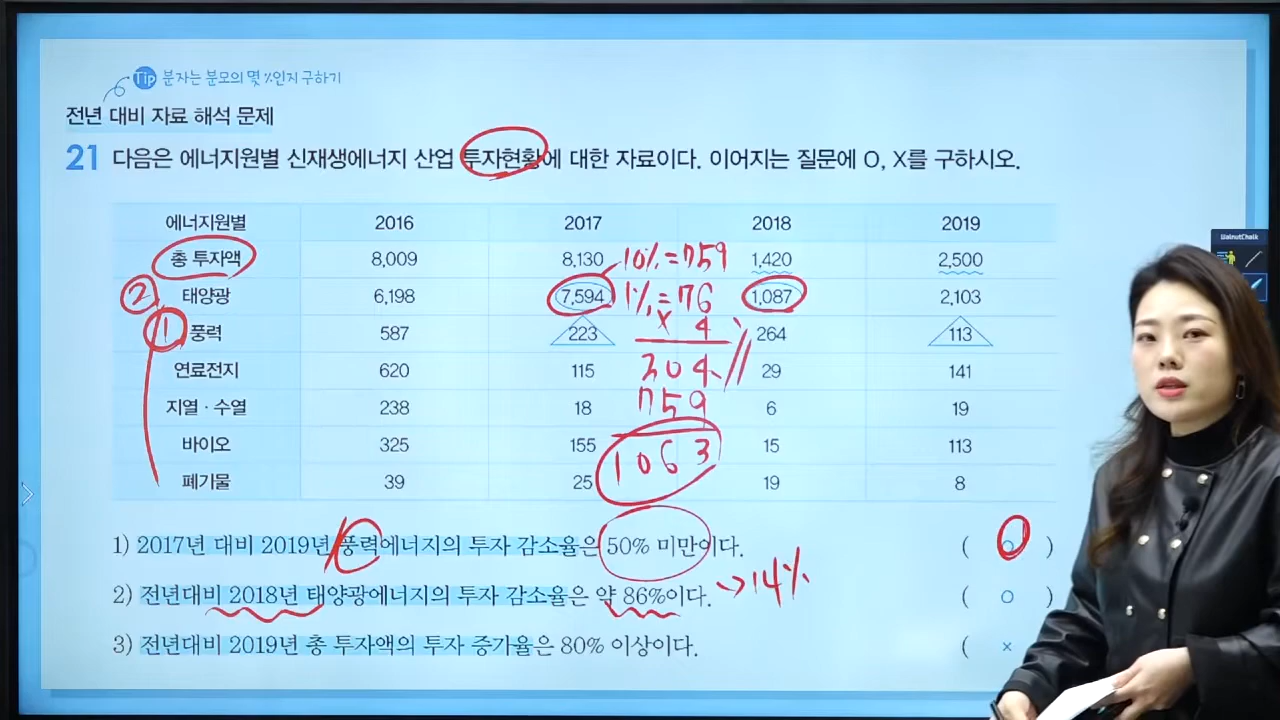 Tip 분자는 분모의 몇 %인지 구하기
전년 대비 자료 해석 문제
21 다음은 에너지원별 신재생에너지 산업 투자현황에 대한 자료이다. 이어지는 질문에 O, X를 구하시오.
WalnutChalk
에너지원별 2016 2017 2018 2019
총 투자액 8,009 8,130 10%=759 1,420 2,500
② 태양광 6,198 7,594 1%=76 1,087 2,103
① 풍력 587 223 x 4 264 113
연료전지 620 115 304 29 141
지열·수열 238 18 759 6 19
바이오 325 155 1063 15 113
폐기물 39 25 19 8
1) 2017년 대비 2019년 풍력에너지의 투자 감소율은 50% 미만이다. ( ○ )
2) 전년대비 2018년 태양광에너지의 투자 감소율은 약 86%이다. → 14% ( ○ )
3) 전년대비 2019년 총 투자액의 투자 증가율은 80% 이상이다. ( ×